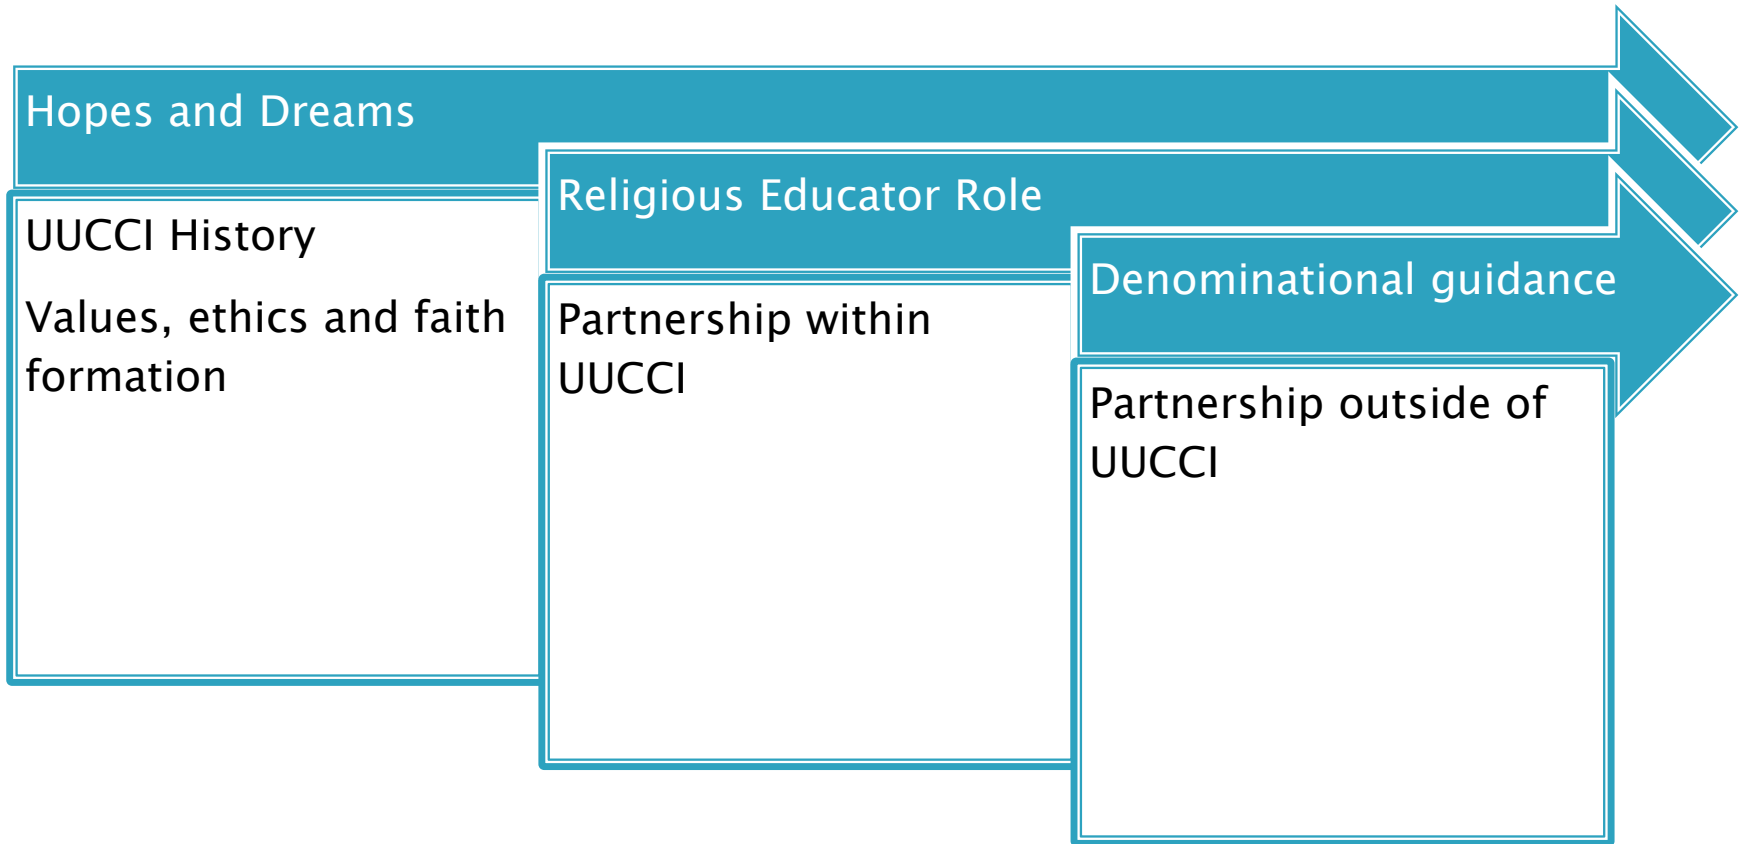 Hopes and Dreams
UUCCI History
Values, ethics and faith
formation
Religious Educator Role
Partnership within
UUCCI
Denominational guidance
Partnership outside of
UUCCI